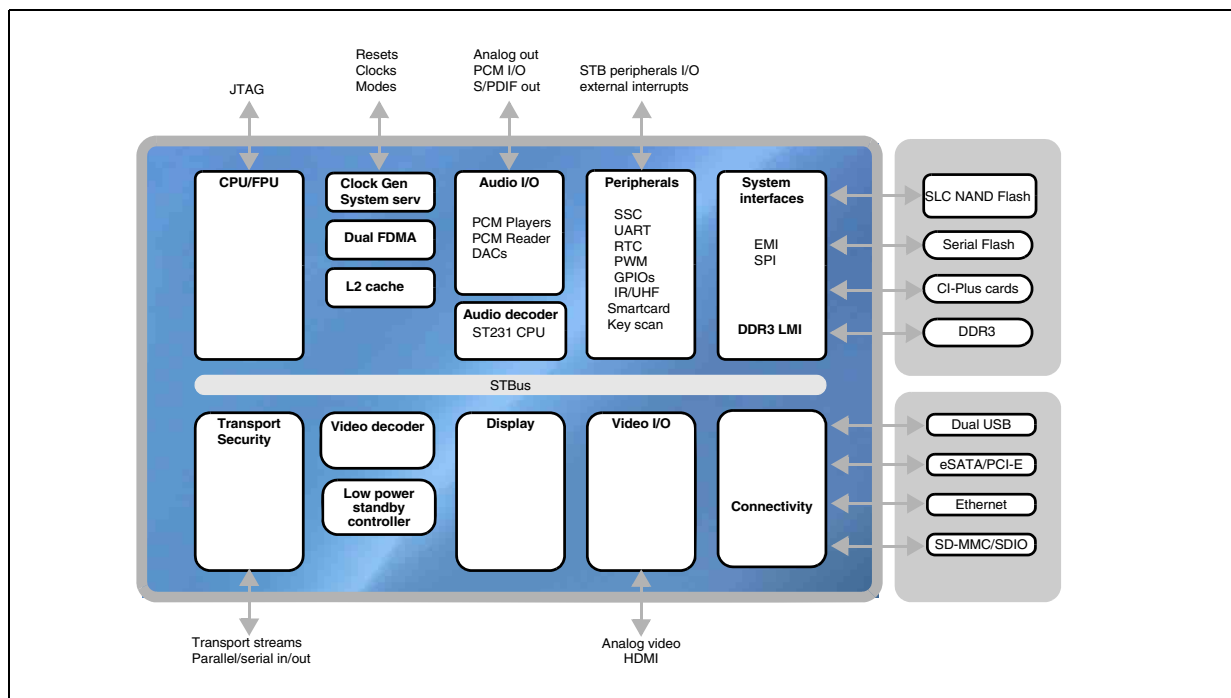 JTAG
Resets
Clocks
Modes
Analog out
PCM I/O
S/PDIF out
STB peripherals I/O
external interrupts
CPU/FPU
Clock Gen
System serv
Dual FDMA
L2 cache
Audio I/O
PCM Players
PCM Reader
DACs
Audio decoder
ST231 CPU
Peripherals
SSC
UART
RTC
PWM
GPIOs
IR/UHF
Smartcard
Key scan
System
interfaces
EMI
SPI
DDR3 LMI
SLC NAND Flash
Serial Flash
CI-Plus cards
DDR3
STBus
Transport
Security
Video decoder
Low power
standby
controller
Display
Video I/O
Connectivity
Dual USB
eSATA/PCI-E
Ethernet
SD-MMC/SDIO
Transport streams
Parallel/serial in/out
Analog video
HDMI